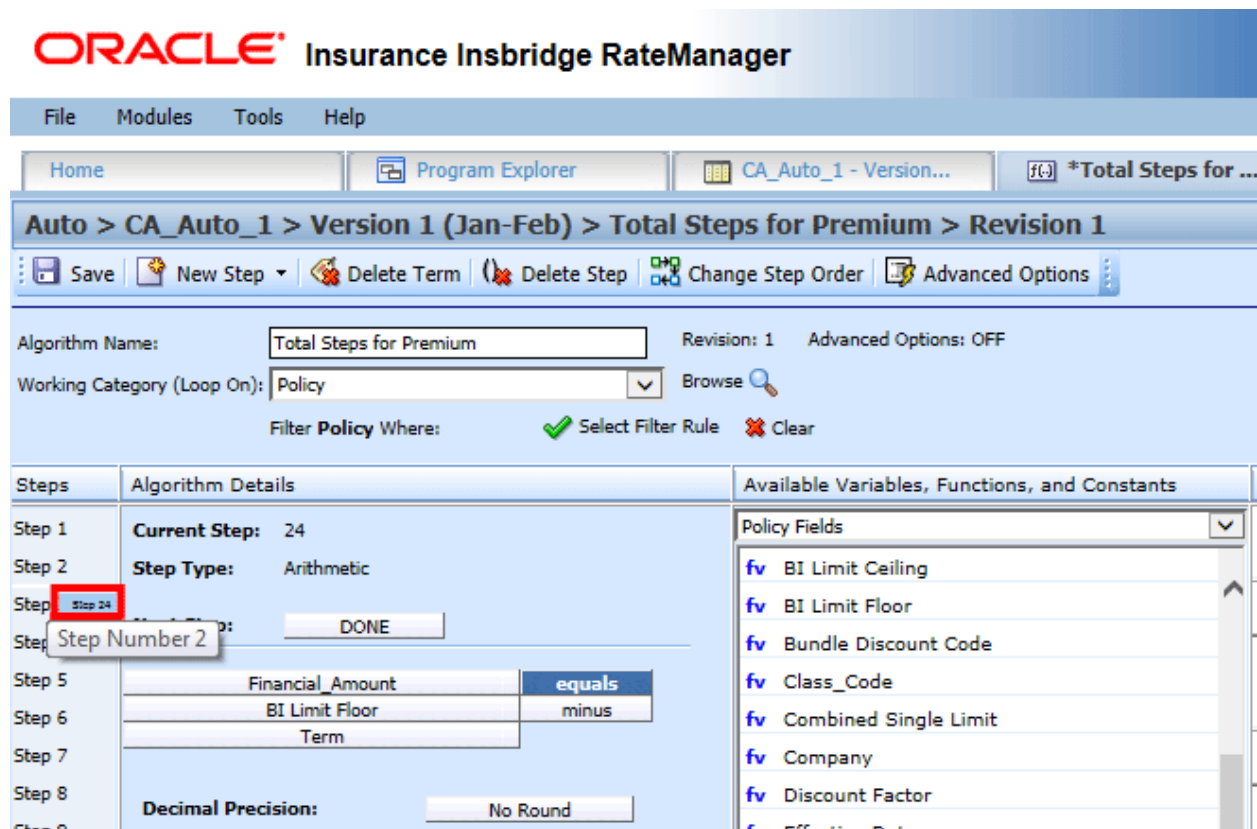 ORACLE Insurance Insbridge RateManager
File Modules Tools Help
Home Program Explorer CA_Auto_1 - Version... f(.) *Total Steps for ...
Auto > CA_Auto_1 > Version 1 (Jan-Feb) > Total Steps for Premium > Revision 1
Save New Step Delete Term Delete Step Change Step Order Advanced Options
Algorithm Name: Total Steps for Premium Revision: 1 Advanced Options: OFF
Working Category (Loop On): Policy Browse
Filter Policy Where: Select Filter Rule Clear
Steps Algorithm Details Available Variables, Functions, and Constants
Step 1 Current Step: 24 Policy Fields
Step 2 Step Type: Arithmetic fv BI Limit Ceiling
Step Step 24 fv BI Limit Floor
Step Number 2 DONE
Step fv Bundle Discount Code
Step 5 Financial_Amount equals fv Class_Code
Step 6 BI Limit Floor minus fv Combined Single Limit
Term
Step 7 fv Company
Step 8 Decimal Precision: No Round fv Discount Factor